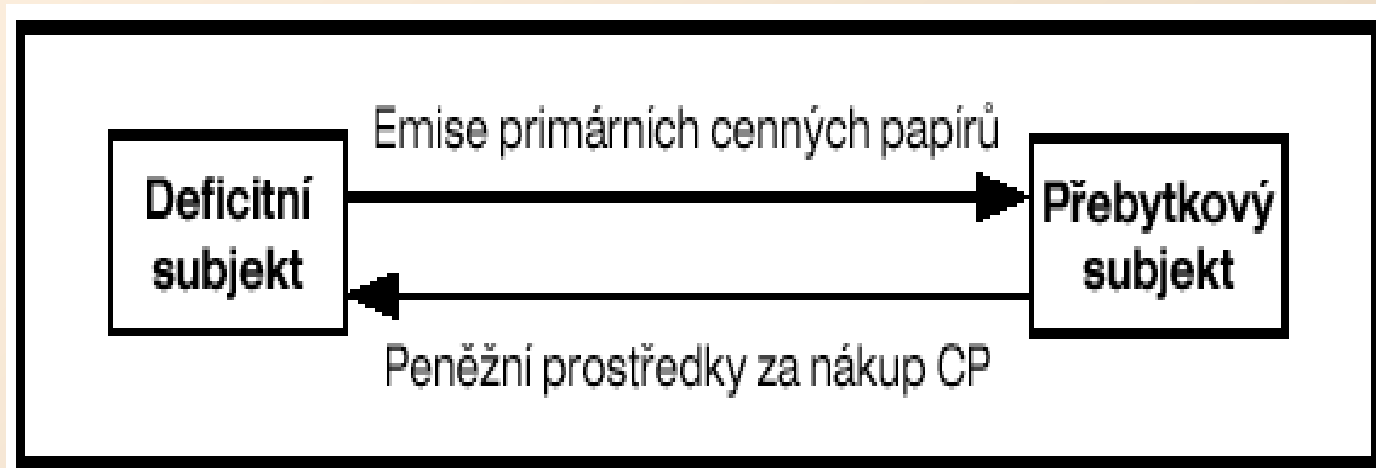 Emise primárních cenných papírů
Deficitní
subjekt
Přebytkový
subjekt
Peněžní prostředky za nákup CP